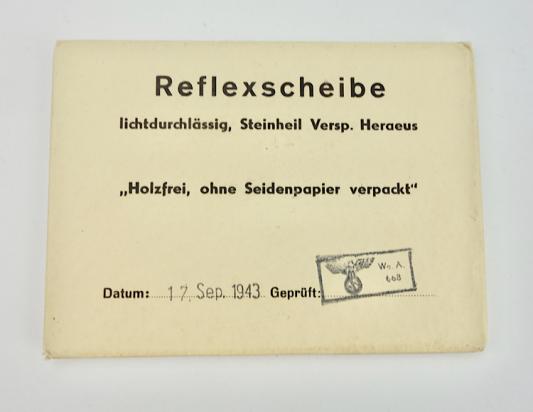 Reflexscheibe
lichtdurchlässig, Steinheil Versp. Heraeus
„Holzfrei, ohne Seidenpapier verpackt“
Datum: 17. Sep. 1943 Geprüft:
Wa. A.
668